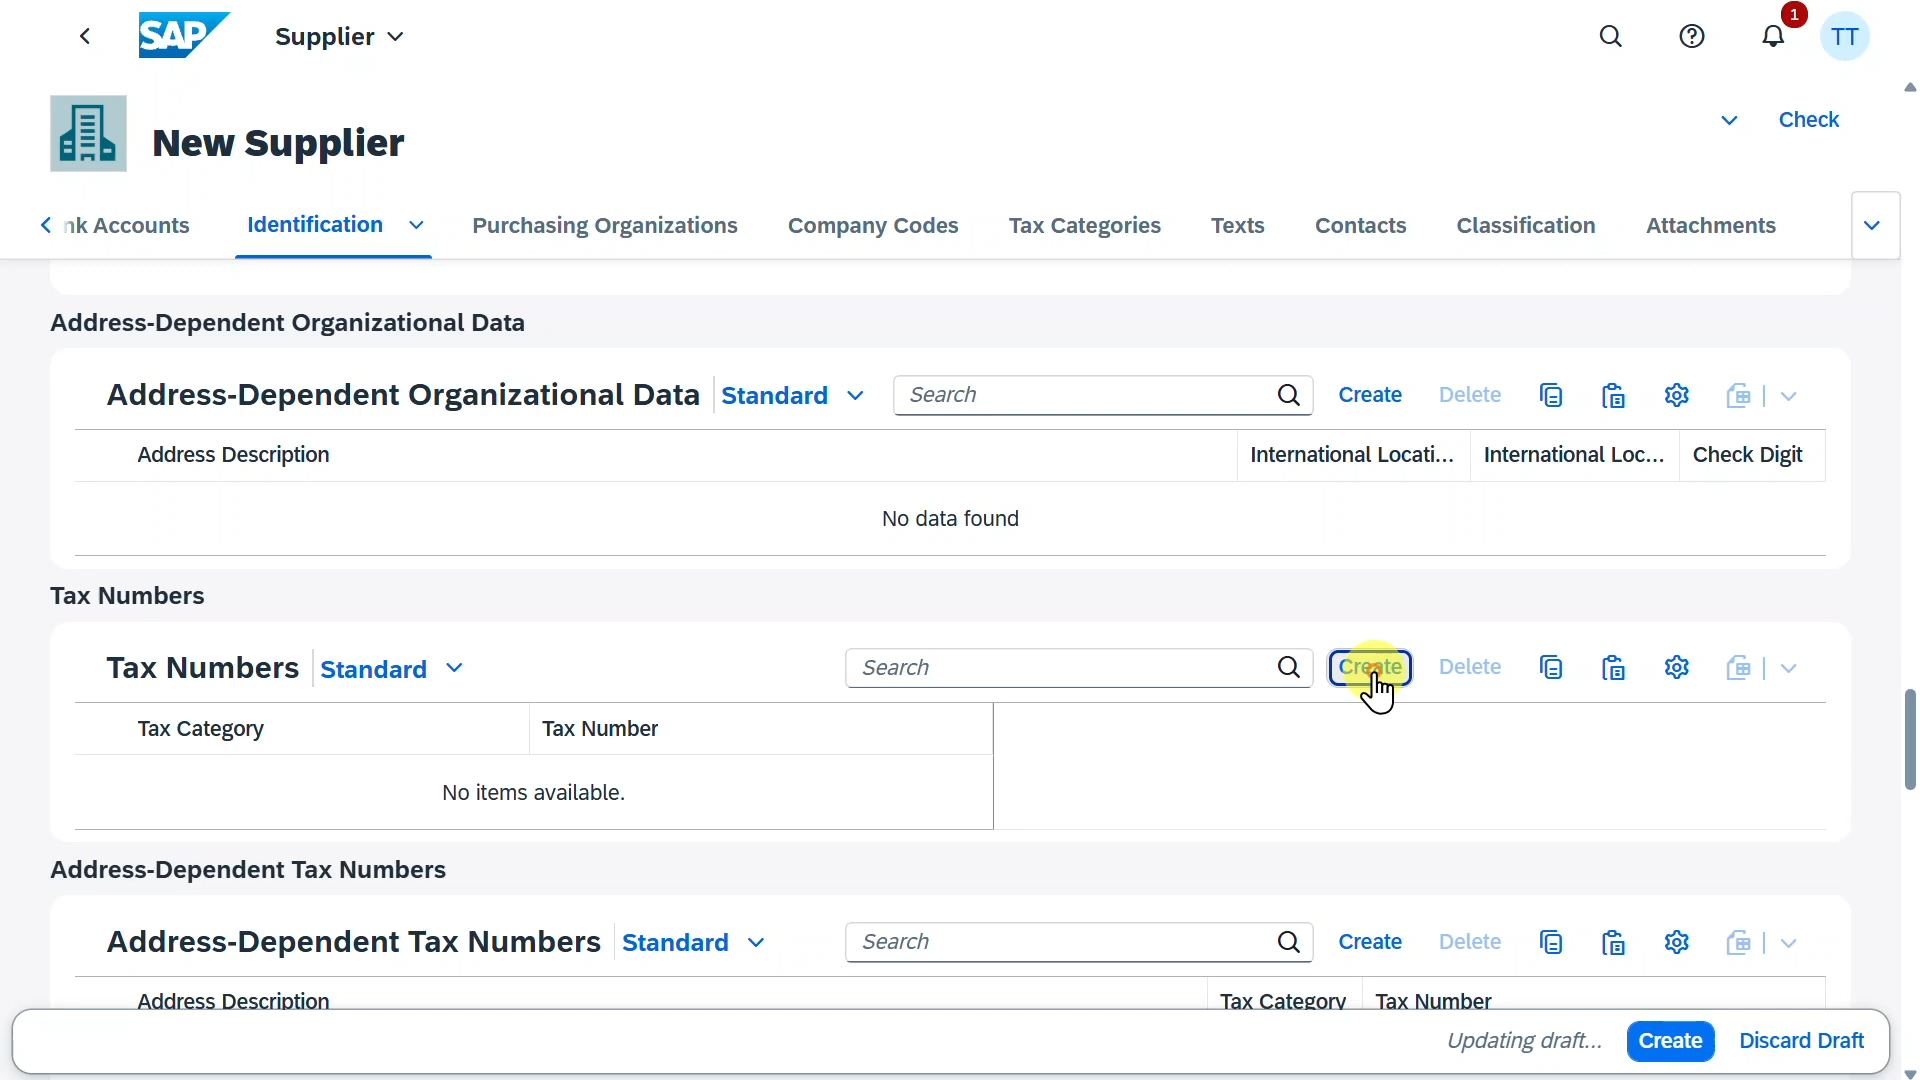 SAP Supplier 1 TT
New Supplier Check
nk Accounts Identification Purchasing Organizations Company Codes Tax Categories Texts Contacts Classification Attachments
Address-Dependent Organizational Data
Address-Dependent Organizational Data Standard Search Create Delete
Address Description International Locati... International Loc... Check Digit
No data found
Tax Numbers
Tax Numbers Standard Search Create Delete
Tax Category Tax Number
No items available.
Address-Dependent Tax Numbers
Address-Dependent Tax Numbers Standard Search Create Delete
Address Description Tax Category Tax Number
Updating draft... Create Discard Draft